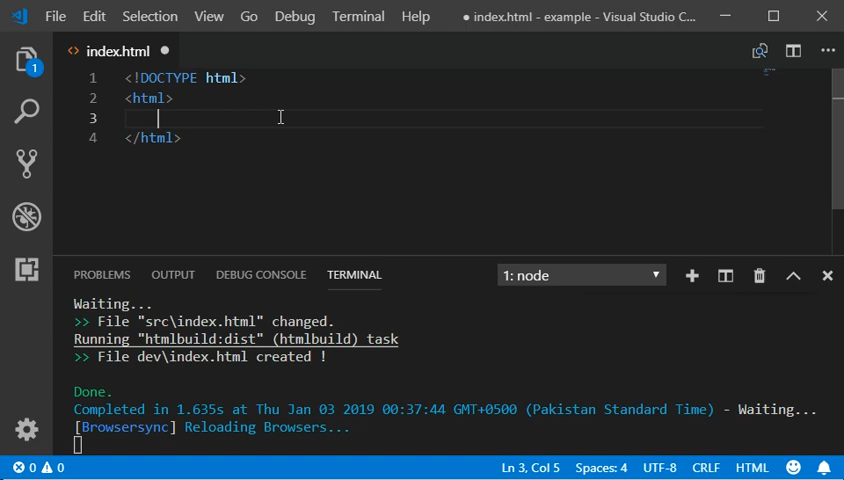 File Edit Selection View Go Debug Terminal Help ● index.html - example - Visual Studio C...
<> index.html ●
1 <!DOCTYPE html>
2 <html>
3
4 </html>
1
PROBLEMS OUTPUT DEBUG CONSOLE TERMINAL 1: node
Waiting...
>> File "src\index.html" changed.
Running "htmlbuild:dist" (htmlbuild) task
>> File dev\index.html created !
Done.
Completed in 1.635s at Thu Jan 03 2019 00:37:44 GMT+0500 (Pakistan Standard Time) - Waiting...
[Browsersync] Reloading Browsers...
0 0 Ln 3, Col 5 Spaces: 4 UTF-8 CRLF HTML